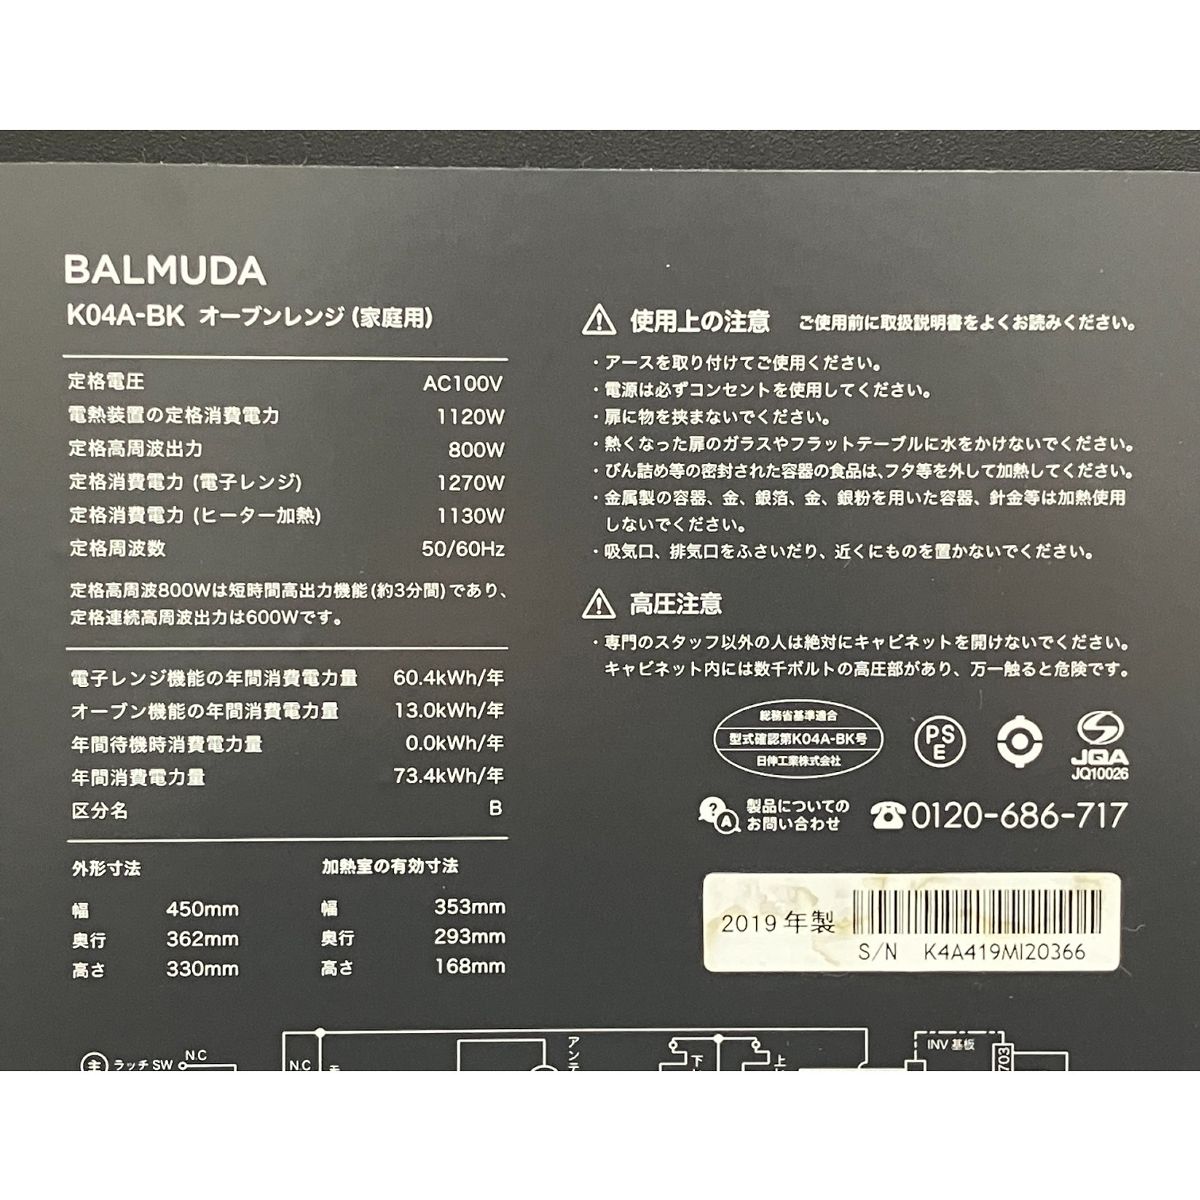 BALMUDA
K04A-BK オーブンレンジ (家庭用)
定格電圧 AC100V
電熱装置の定格消費電力 1120W
定格高周波出力 800W
定格消費電力 (電子レンジ) 1270W
定格消費電力 (ヒーター加熱) 1130W
定格周波数 50/60Hz
定格高周波800Wは短時間高出力機能(約3分間)であり、
定格連続高周波出力は600Wです。
電子レンジ機能の年間消費電力量 60.4kWh/年
オーブン機能の年間消費電力量 13.0kWh/年
年間待機時消費電力量 0.0kWh/年
年間消費電力量 73.4kWh/年
区分名 B
外形寸法 加熱室の有効寸法
幅 450mm 幅 353mm
奥行 362mm 奥行 293mm
高さ 330mm 高さ 168mm
使用上の注意 ご使用前に取扱説明書をよくお読みください。
・アースを取り付けてご使用ください。
・電源は必ずコンセントを使用してください。
・扉に物を挟まないでください。
・熱くなった扉のガラスやフラットテーブルに水をかけないでください。
・びん詰め等の密封された容器の食品は、フタ等を外して加熱してください。
・金属製の容器、金、銀箔、金、銀粉を用いた容器、針金等は加熱使用
しないでください。
・吸気口、排気口をふさいだり、近くにものを置かないでください。
高圧注意
・専門のスタッフ以外の人は絶対にキャビネットを開けないでください。
キャビネット内には数千ボルトの高圧部があり、万一触ると危険です。
総務省基準適合
型式確認第K04A-BK号
日伸工業株式会社
PS
E
JQA
JQ10026
?
A
製品についての
お問い合わせ
0120-686-717
2019年製
S/N K4A419MI20366
主 ラッチSW N.C
N.C
アンテ
下
上
INV基板
703